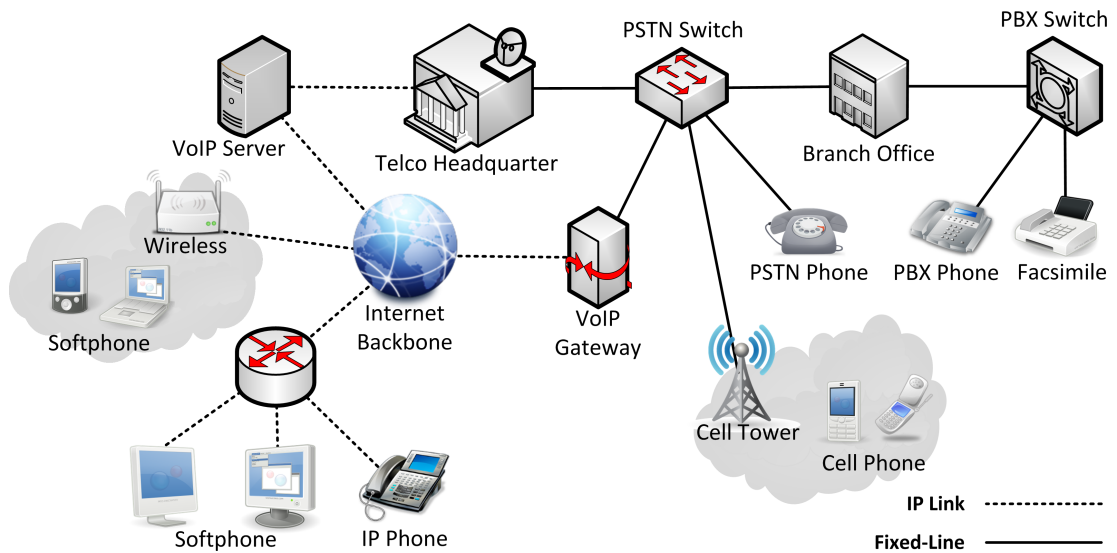 PSTN Switch
PBX Switch
VoIP Server
Telco Headquarter
Branch Office
Wireless
Softphone
Internet
Backbone
VoIP
Gateway
PSTN Phone
PBX Phone
Facsimile
Cell Tower
Cell Phone
Softphone
IP Phone
IP Link
Fixed-Line